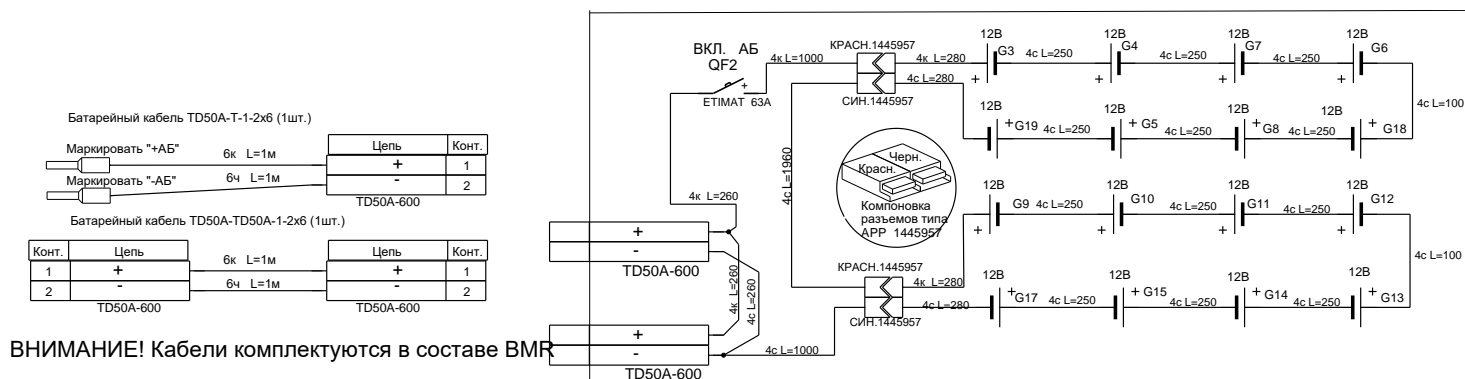 Батарейный кабель TD50A-T-1-2x6 (1шт.)
Маркировать "+АБ"
6к L=1м
Цепь Конт.
+ 1
Маркировать "-АБ"
6ч L=1м
- 2
TD50A-600
Батарейный кабель TD50A-TD50A-1-2x6 (1шт.)
Конт. Цепь
6к L=1м
Цепь Конт.
1 +
+ 1
2 -
6ч L=1м
- 2
TD50A-600
TD50A-600
ВНИМАНИЕ! Кабели комплектуются в составе BMR
ВКЛ. АБ
QF2
+
ETIMAT 63A
4к L=1000
КРАСН.1445957
4к L=280
4с L=280
СИН.1445957
12В
G3
+
4с L=250
12В
G4
+
4с L=250
12В
G7
+
4с L=250
12В
G6
+
4с L=100
12В
+
G19
4с L=250
12В
+
G5
4с L=250
12В
+
G8
4с L=250
12В
+
G18
4с L=1960
Черн.
Красн.
Компоновка
разъемов типа
APP 1445957
4к L=260
+
-
TD50A-600
4к L=260
4с L=260
+
-
TD50A-600
4с L=1000
КРАСН.1445957
4к L=280
4с L=280
СИН.1445957
12В
G9
+
4с L=250
12В
G10
+
4с L=250
12В
G11
+
4с L=250
12В
G12
+
4с L=100
12В
+
G17
4с L=250
12В
+
G15
4с L=250
12В
+
G14
4с L=250
12В
+
G13